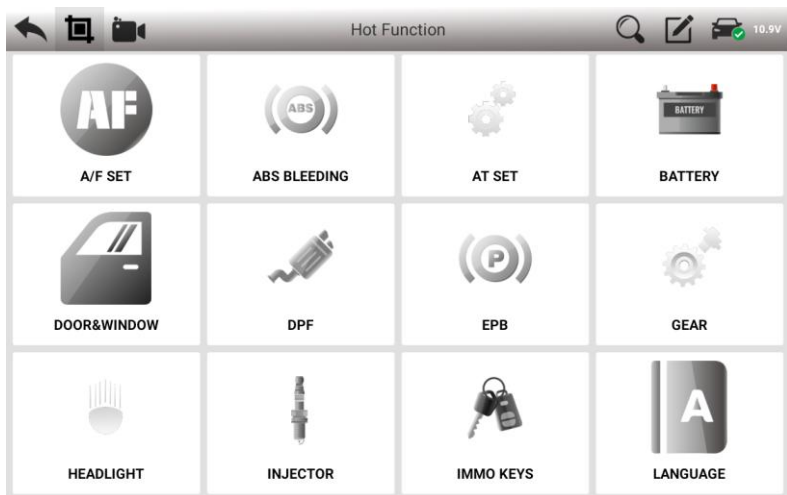 Hot Function
10.9V
AF
ABS
BATTERY
A/F SET
ABS BLEEDING
AT SET
BATTERY
P
DOOR&WINDOW
DPF
EPB
GEAR
A
HEADLIGHT
INJECTOR
IMMO KEYS
LANGUAGE